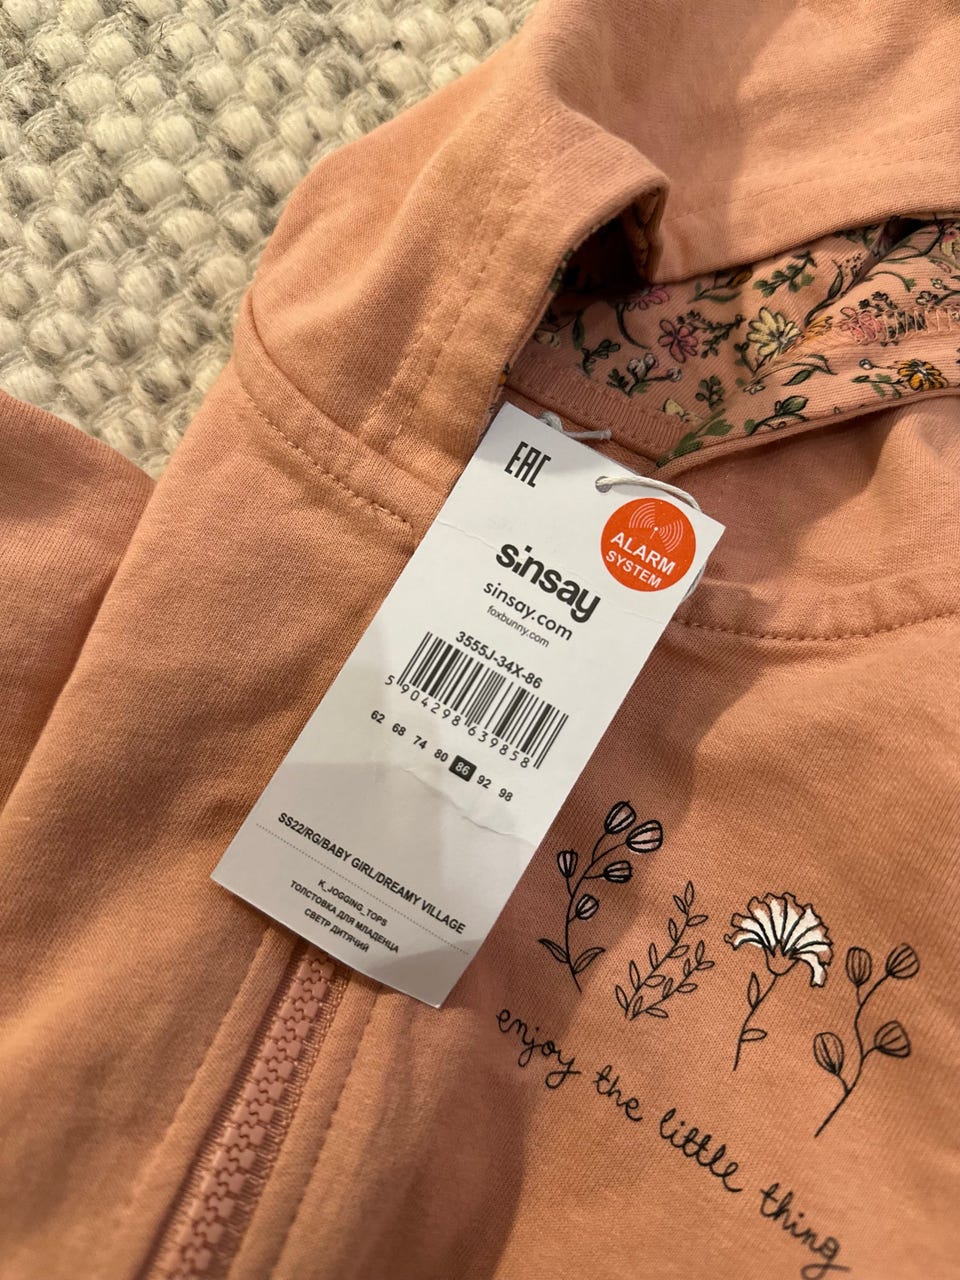 EAC
ALARM
SYSTEM
sinsay
sinsay.com
foxbunny.com
3555J-34X-86
5 904298 639858
62 68 74 80 86 92 98
SS22/RG/BABY GIRL/DREAMY VILLAGE
K_JOGGING_TOPS
ТОЛСТОВКА ДЛЯ МЛАДЕНЦА
СВЕТР ДИТЯЧИЙ
enjoy the little thing